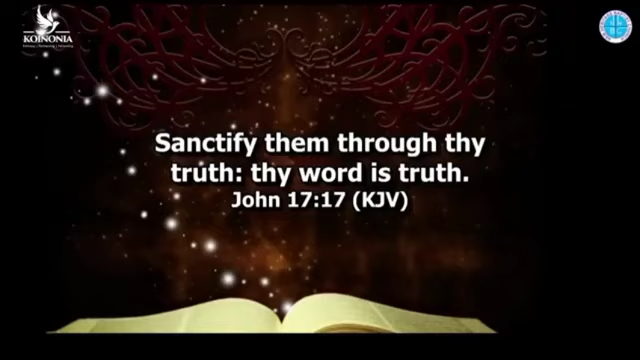 KOINONIA
Sanctify them through thy
truth: thy word is truth.
John 17:17 (KJV)